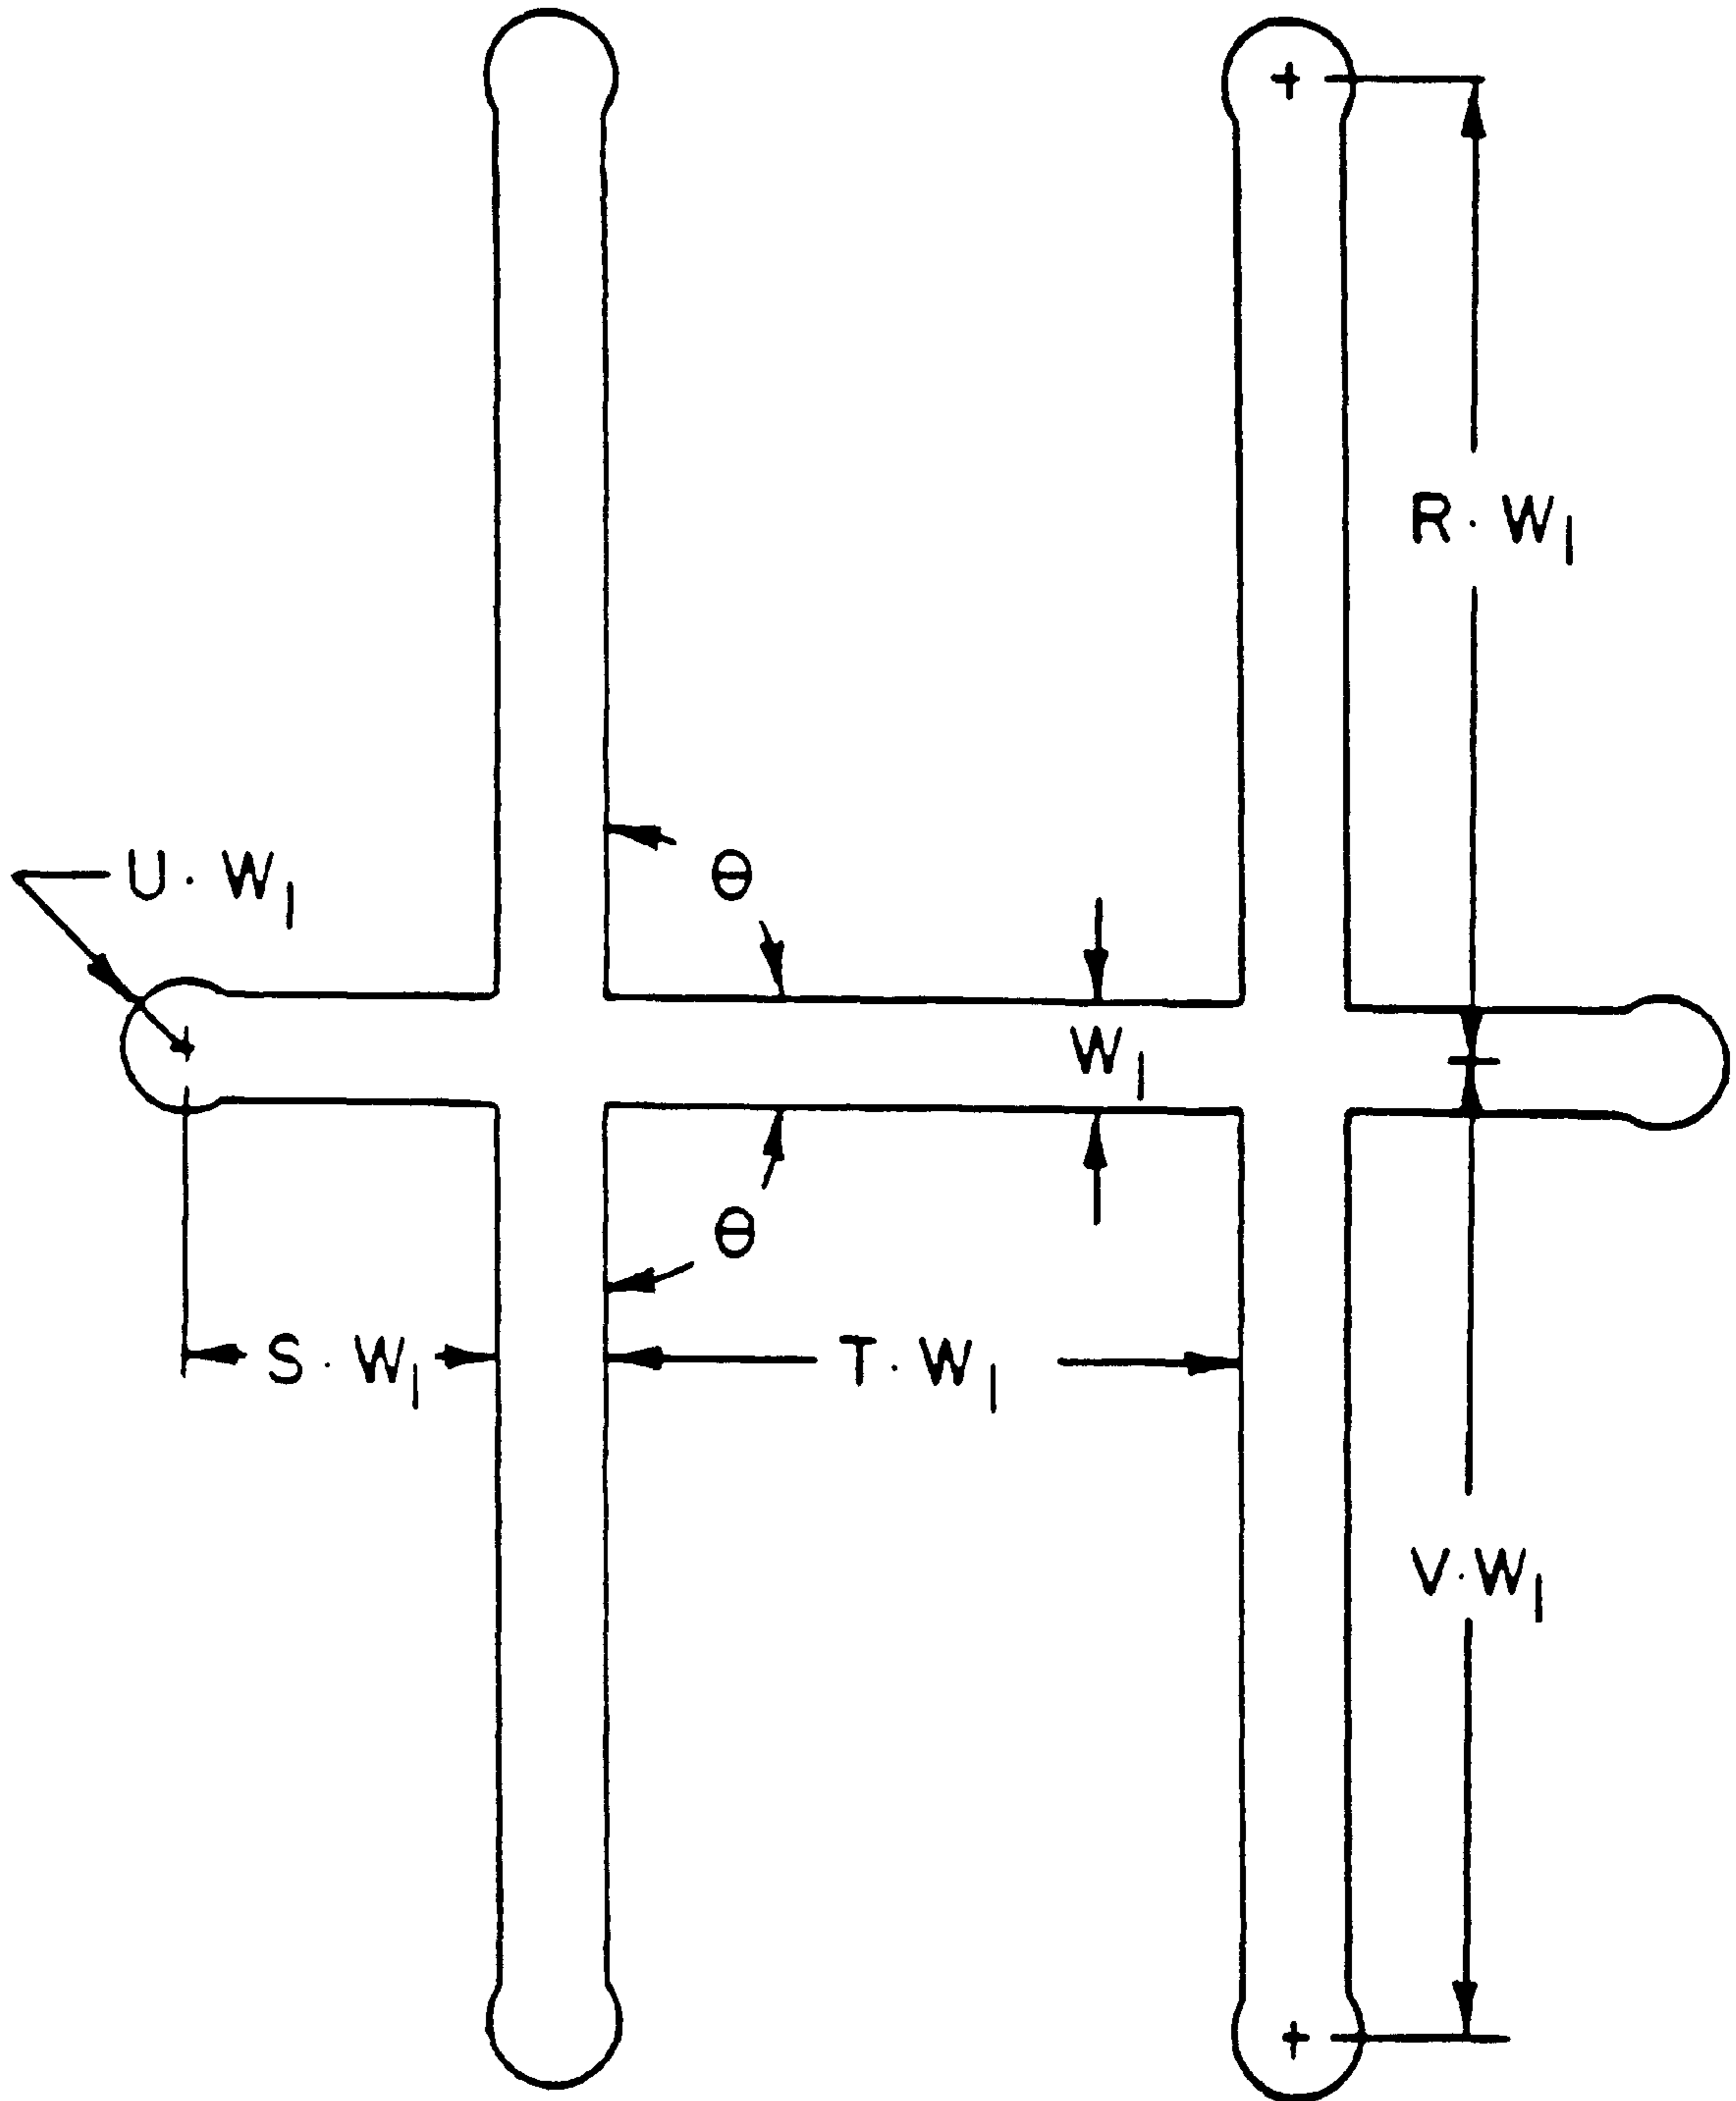 R · W₁
U · W₁
θ
W₁
θ
S · W₁
T · W₁
V · W₁